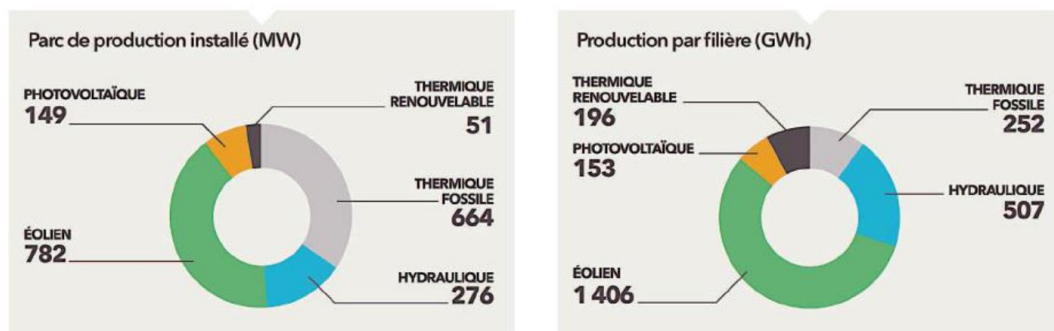 Parc de production installé (MW)
PHOTOVOLTAÏQUE
149
THERMIQUE
RENOUVELABLE
51
THERMIQUE
FOSSILE
664
ÉOLIEN
782
HYDRAULIQUE
276
Production par filière (GWh)
THERMIQUE
RENOUVELABLE
196
THERMIQUE
FOSSILE
252
PHOTOVOLTAÏQUE
153
HYDRAULIQUE
507
ÉOLIEN
1 406